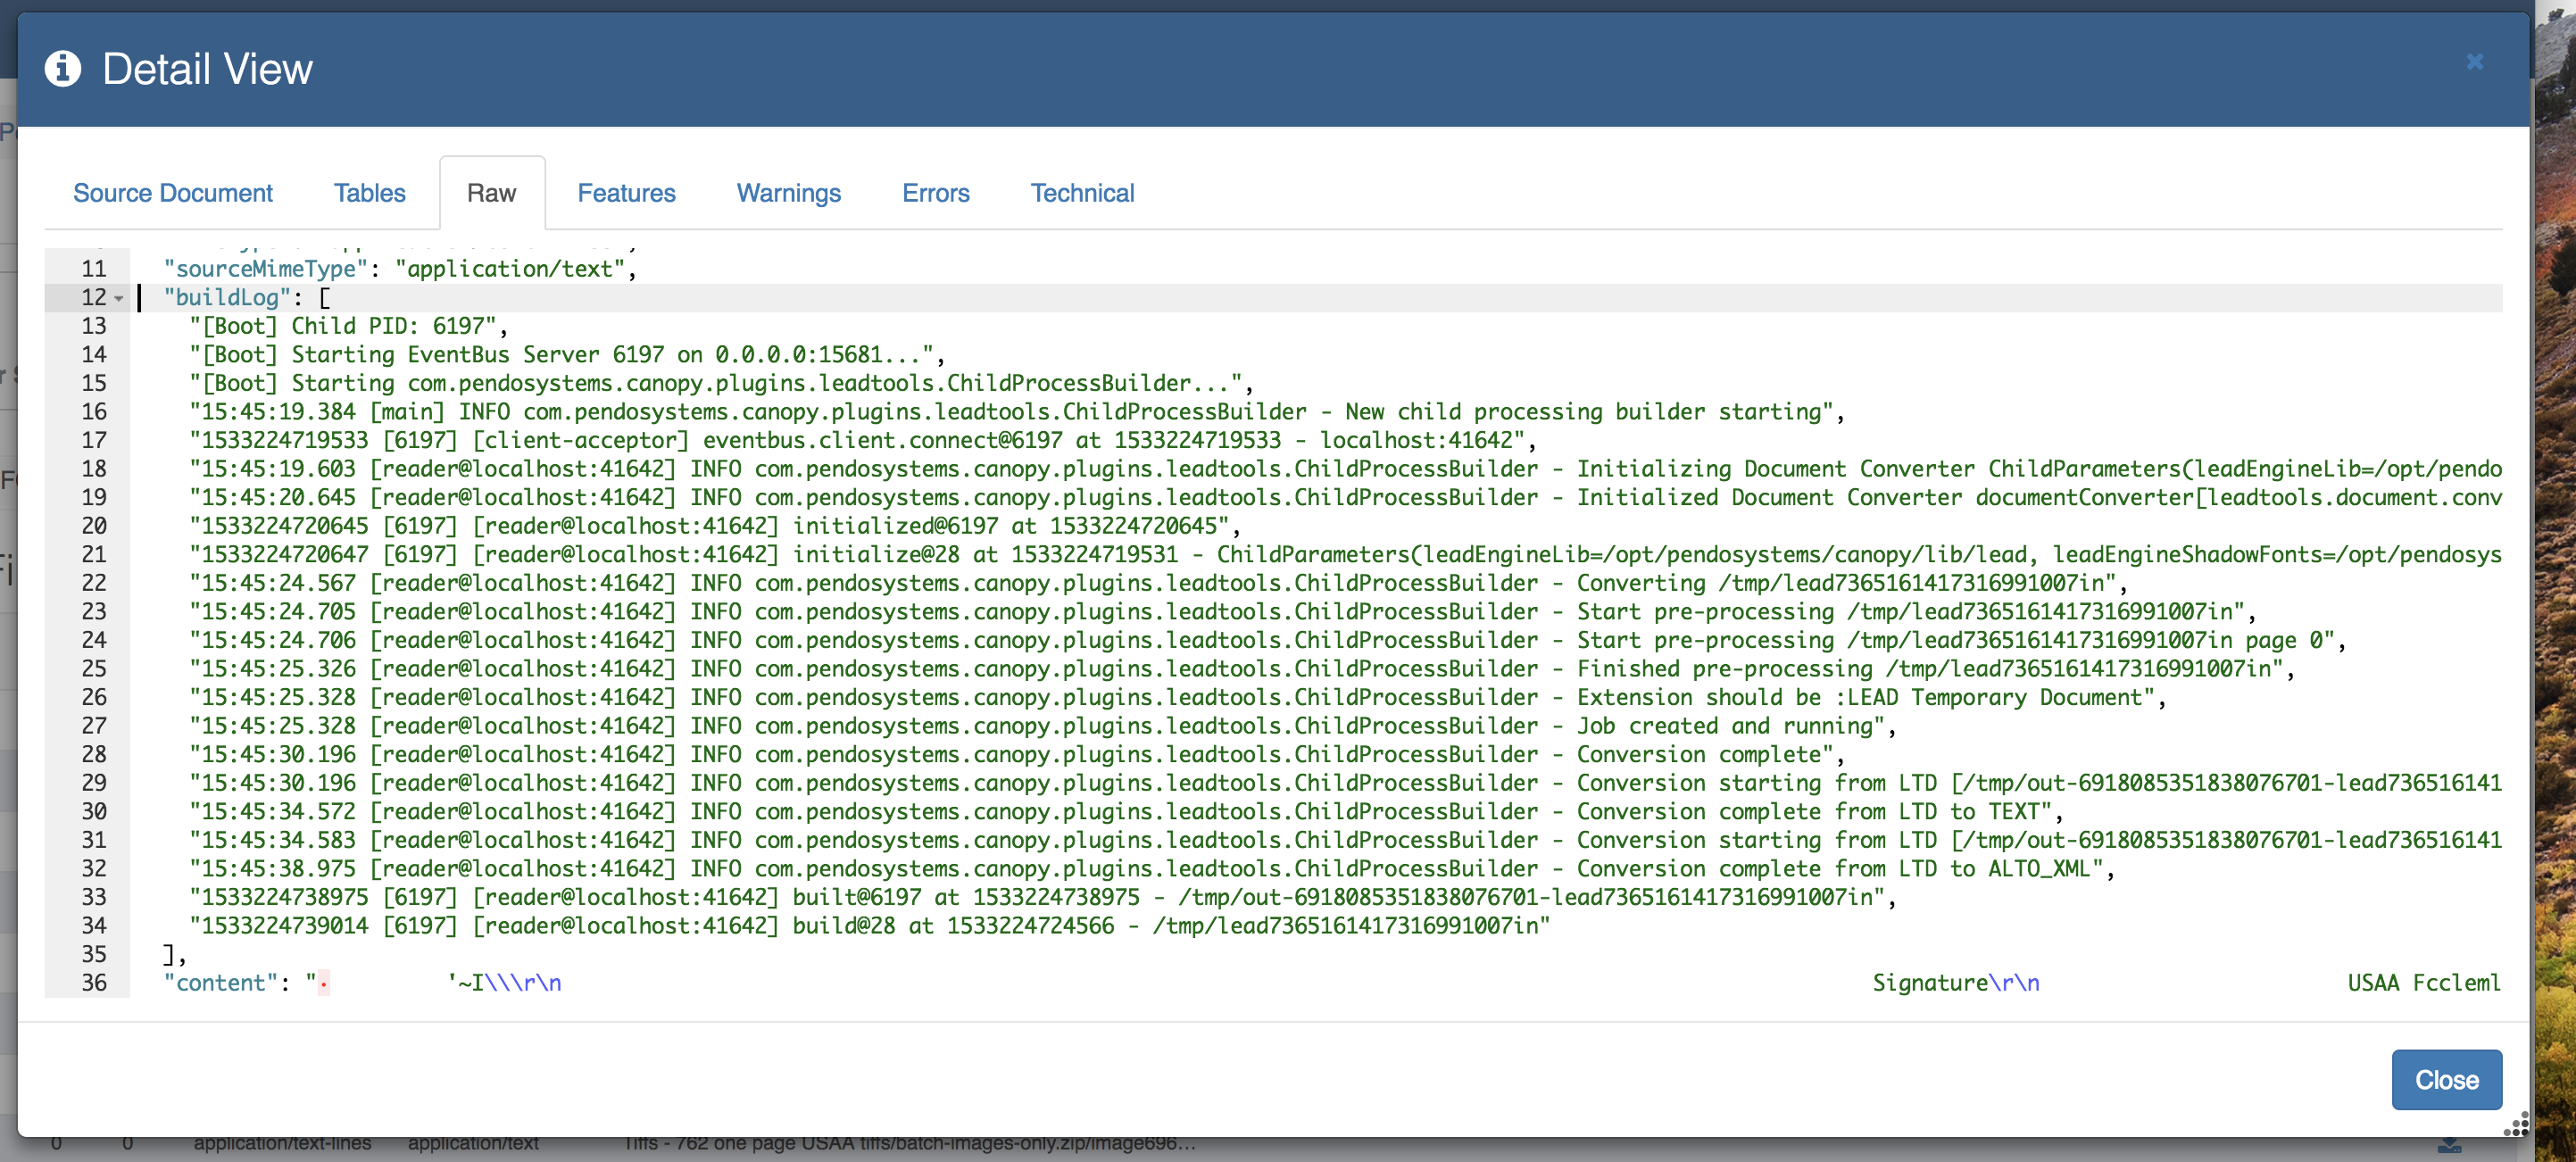 Detail View
×
Source Document Tables Raw Features Warnings Errors Technical
11 "sourceMimeType": "application/text",
12 "buildLog": [
13 "[Boot] Child PID: 6197",
14 "[Boot] Starting EventBus Server 6197 on 0.0.0.0:15681...",
15 "[Boot] Starting com.pendosystems.canopy.plugins.leadtools.ChildProcessBuilder...",
16 "15:45:19.384 [main] INFO com.pendosystems.canopy.plugins.leadtools.ChildProcessBuilder - New child processing builder starting",
17 "1533224719533 [6197] [client-acceptor] eventbus.client.connect@6197 at 1533224719533 - localhost:41642",
18 "15:45:19.603 [reader@localhost:41642] INFO com.pendosystems.canopy.plugins.leadtools.ChildProcessBuilder - Initializing Document Converter ChildParameters(leadEngineLib=/opt/pendo
19 "15:45:20.645 [reader@localhost:41642] INFO com.pendosystems.canopy.plugins.leadtools.ChildProcessBuilder - Initialized Document Converter documentConverter[leadtools.document.conv
20 "1533224720645 [6197] [reader@localhost:41642] initialized@6197 at 1533224720645",
21 "1533224720647 [6197] [reader@localhost:41642] initialize@28 at 1533224719531 - ChildParameters(leadEngineLib=/opt/pendosystems/canopy/lib/lead, leadEngineShadowFonts=/opt/pendosys
22 "15:45:24.567 [reader@localhost:41642] INFO com.pendosystems.canopy.plugins.leadtools.ChildProcessBuilder - Converting /tmp/lead7365161417316991007in",
23 "15:45:24.705 [reader@localhost:41642] INFO com.pendosystems.canopy.plugins.leadtools.ChildProcessBuilder - Start pre-processing /tmp/lead7365161417316991007in",
24 "15:45:24.706 [reader@localhost:41642] INFO com.pendosystems.canopy.plugins.leadtools.ChildProcessBuilder - Start pre-processing /tmp/lead7365161417316991007in page 0",
25 "15:45:25.326 [reader@localhost:41642] INFO com.pendosystems.canopy.plugins.leadtools.ChildProcessBuilder - Finished pre-processing /tmp/lead7365161417316991007in",
26 "15:45:25.328 [reader@localhost:41642] INFO com.pendosystems.canopy.plugins.leadtools.ChildProcessBuilder - Extension should be :LEAD Temporary Document",
27 "15:45:25.328 [reader@localhost:41642] INFO com.pendosystems.canopy.plugins.leadtools.ChildProcessBuilder - Job created and running",
28 "15:45:30.196 [reader@localhost:41642] INFO com.pendosystems.canopy.plugins.leadtools.ChildProcessBuilder - Conversion complete",
29 "15:45:30.196 [reader@localhost:41642] INFO com.pendosystems.canopy.plugins.leadtools.ChildProcessBuilder - Conversion starting from LTD [/tmp/out-6918085351838076701-lead736516141
30 "15:45:34.572 [reader@localhost:41642] INFO com.pendosystems.canopy.plugins.leadtools.ChildProcessBuilder - Conversion complete from LTD to TEXT",
31 "15:45:34.583 [reader@localhost:41642] INFO com.pendosystems.canopy.plugins.leadtools.ChildProcessBuilder - Conversion starting from LTD [/tmp/out-6918085351838076701-lead736516141
32 "15:45:38.975 [reader@localhost:41642] INFO com.pendosystems.canopy.plugins.leadtools.ChildProcessBuilder - Conversion complete from LTD to ALTO_XML",
33 "1533224738975 [6197] [reader@localhost:41642] built@6197 at 1533224738975 - /tmp/out-6918085351838076701-lead7365161417316991007in",
34 "1533224739014 [6197] [reader@localhost:41642] build@28 at 1533224724566 - /tmp/lead7365161417316991007in"
35 ],
36 "content": "· '~I\\\r\n Signature\r\n USAA Fccleml
Close
0 0 application/text-lines application/text Tiffs - 762 one page USAA tiffs/batch-images-only.zip/image696...